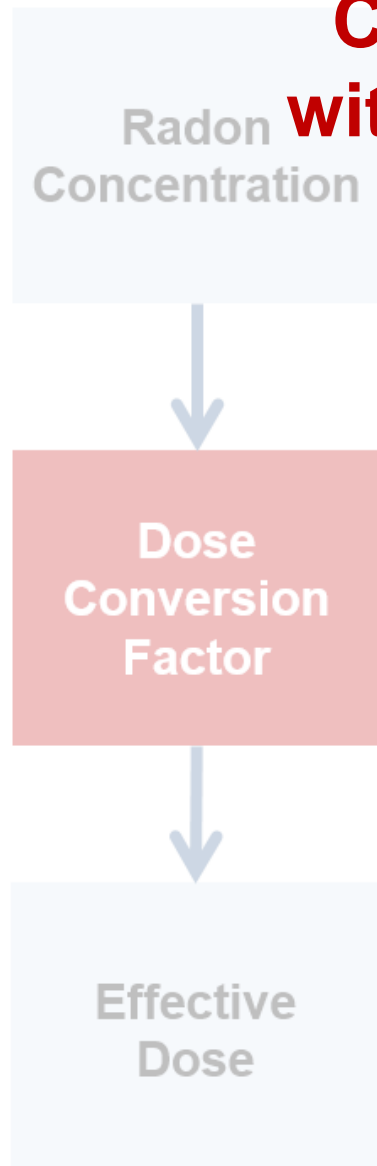 Radon
Concentration
Dose
Conversion
Factor
Effective
Dose